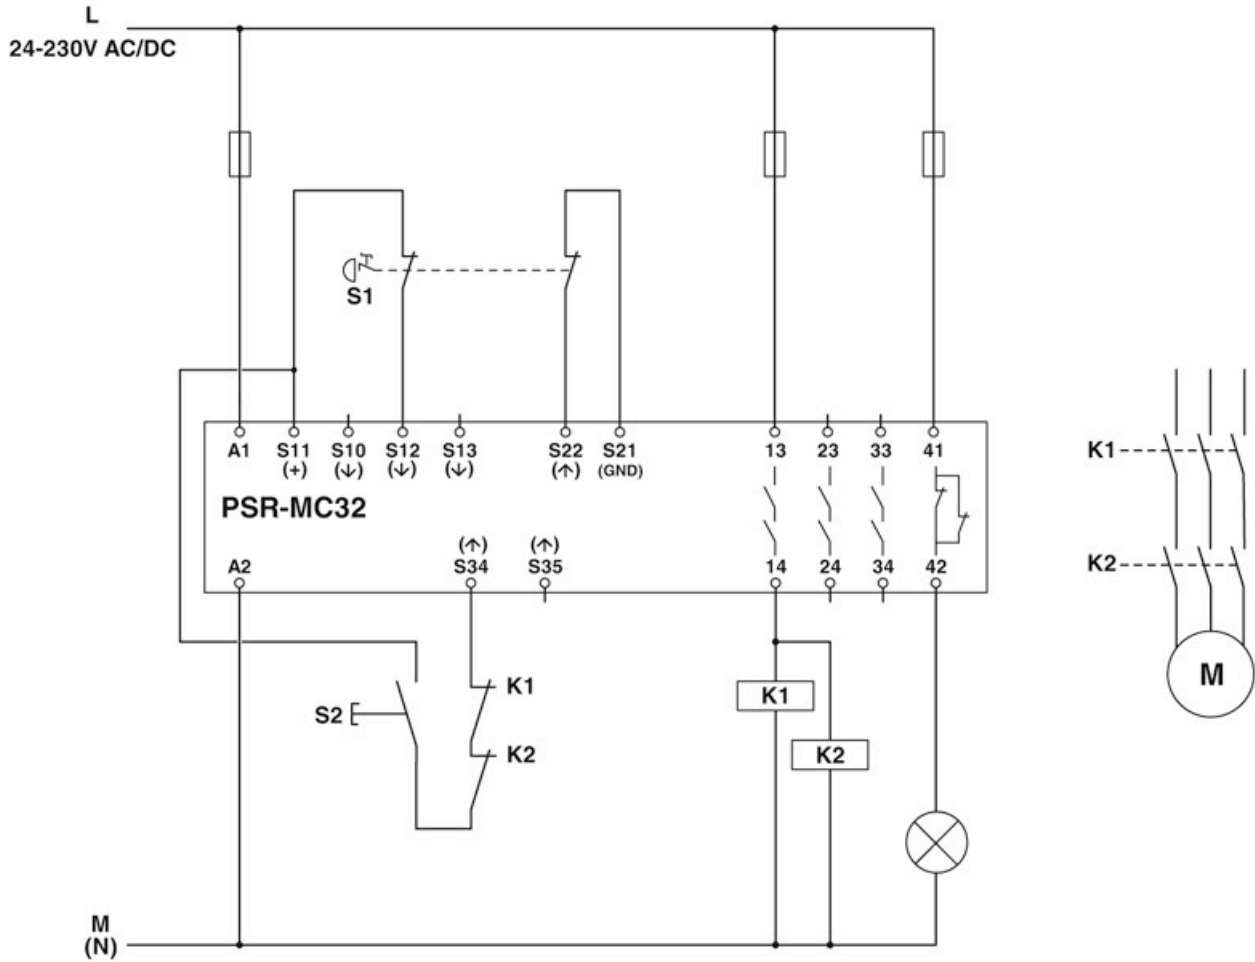 L
24-230V AC/DC
S1
A1 S11 S10 S12 S13 S22 S21 13 23 33 41
(+) (↓) (↓) (↓) (↑) (GND)
PSR-MC32
(↑) (↑)
A2 S34 S35 14 24 34 42
K1
K2
S2
K1
K2
K1
K2
M
M
(N)